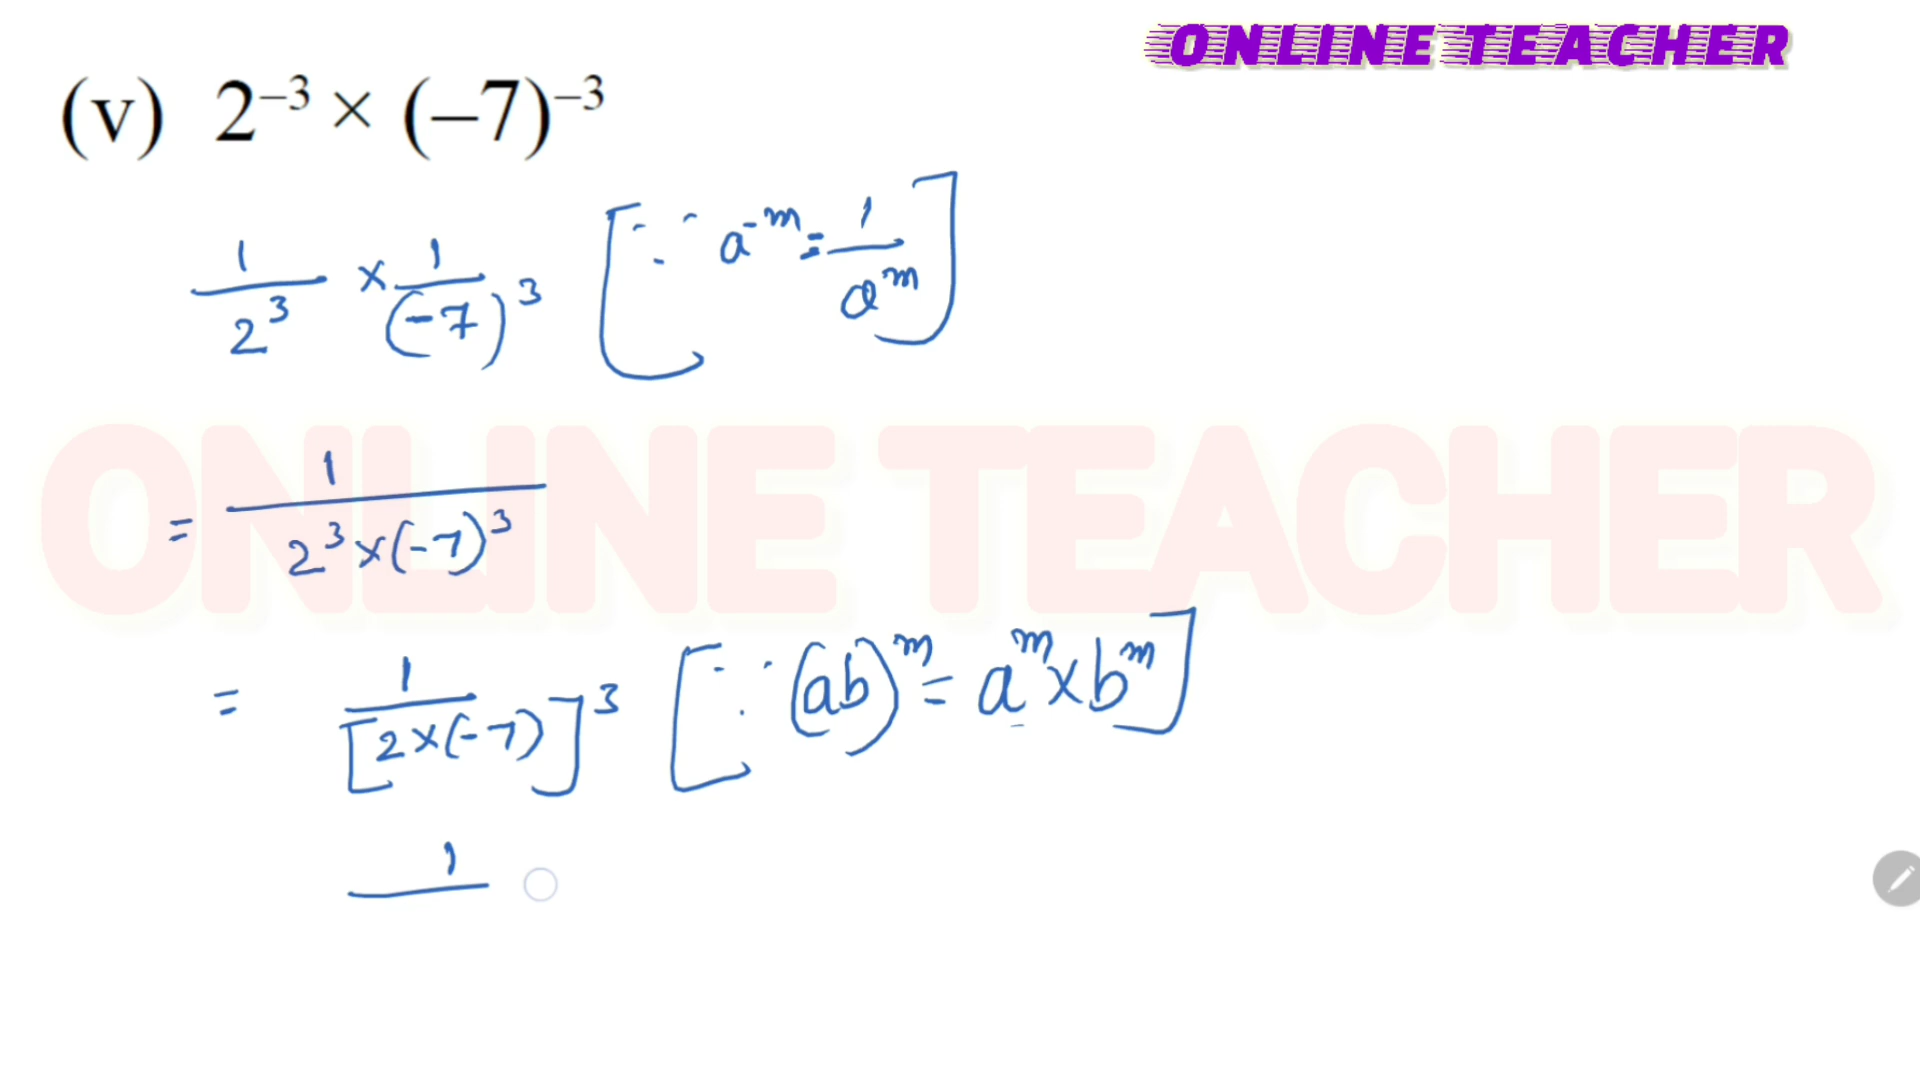 ONLINE TEACHER
(v) 2⁻³ × (–7)⁻³
1/2³ × 1/(-7)³ [∵ a⁻ᵐ = 1/aᵐ]
ONLINE TEACHER
= 1/(2³×(-7)³)
= 1/[2×(-7)]³ [∵ (ab)ᵐ = aᵐ×bᵐ]
1